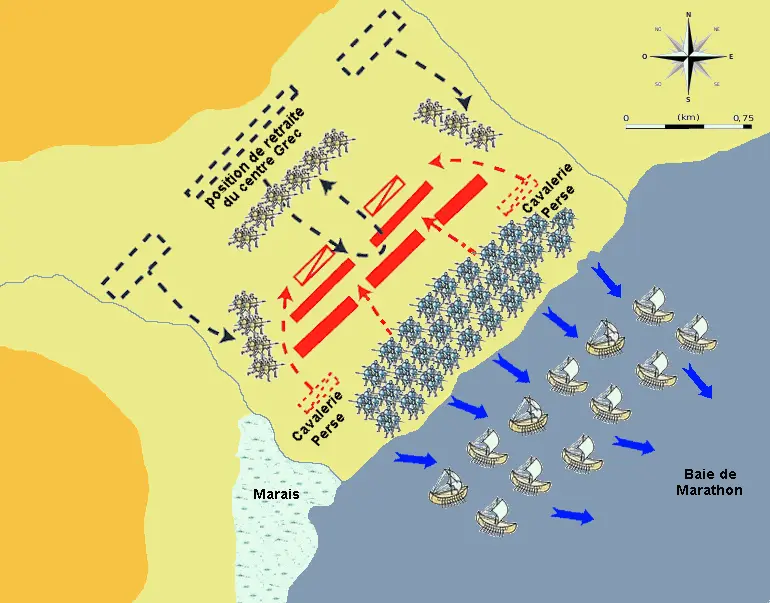 N
NO
NE
O
E
SO
SE
S
0 (km) 0,75
position de retraite
du centre Grec
Cavalerie
Perse
Cavalerie
Perse
Marais
Baie de
Marathon